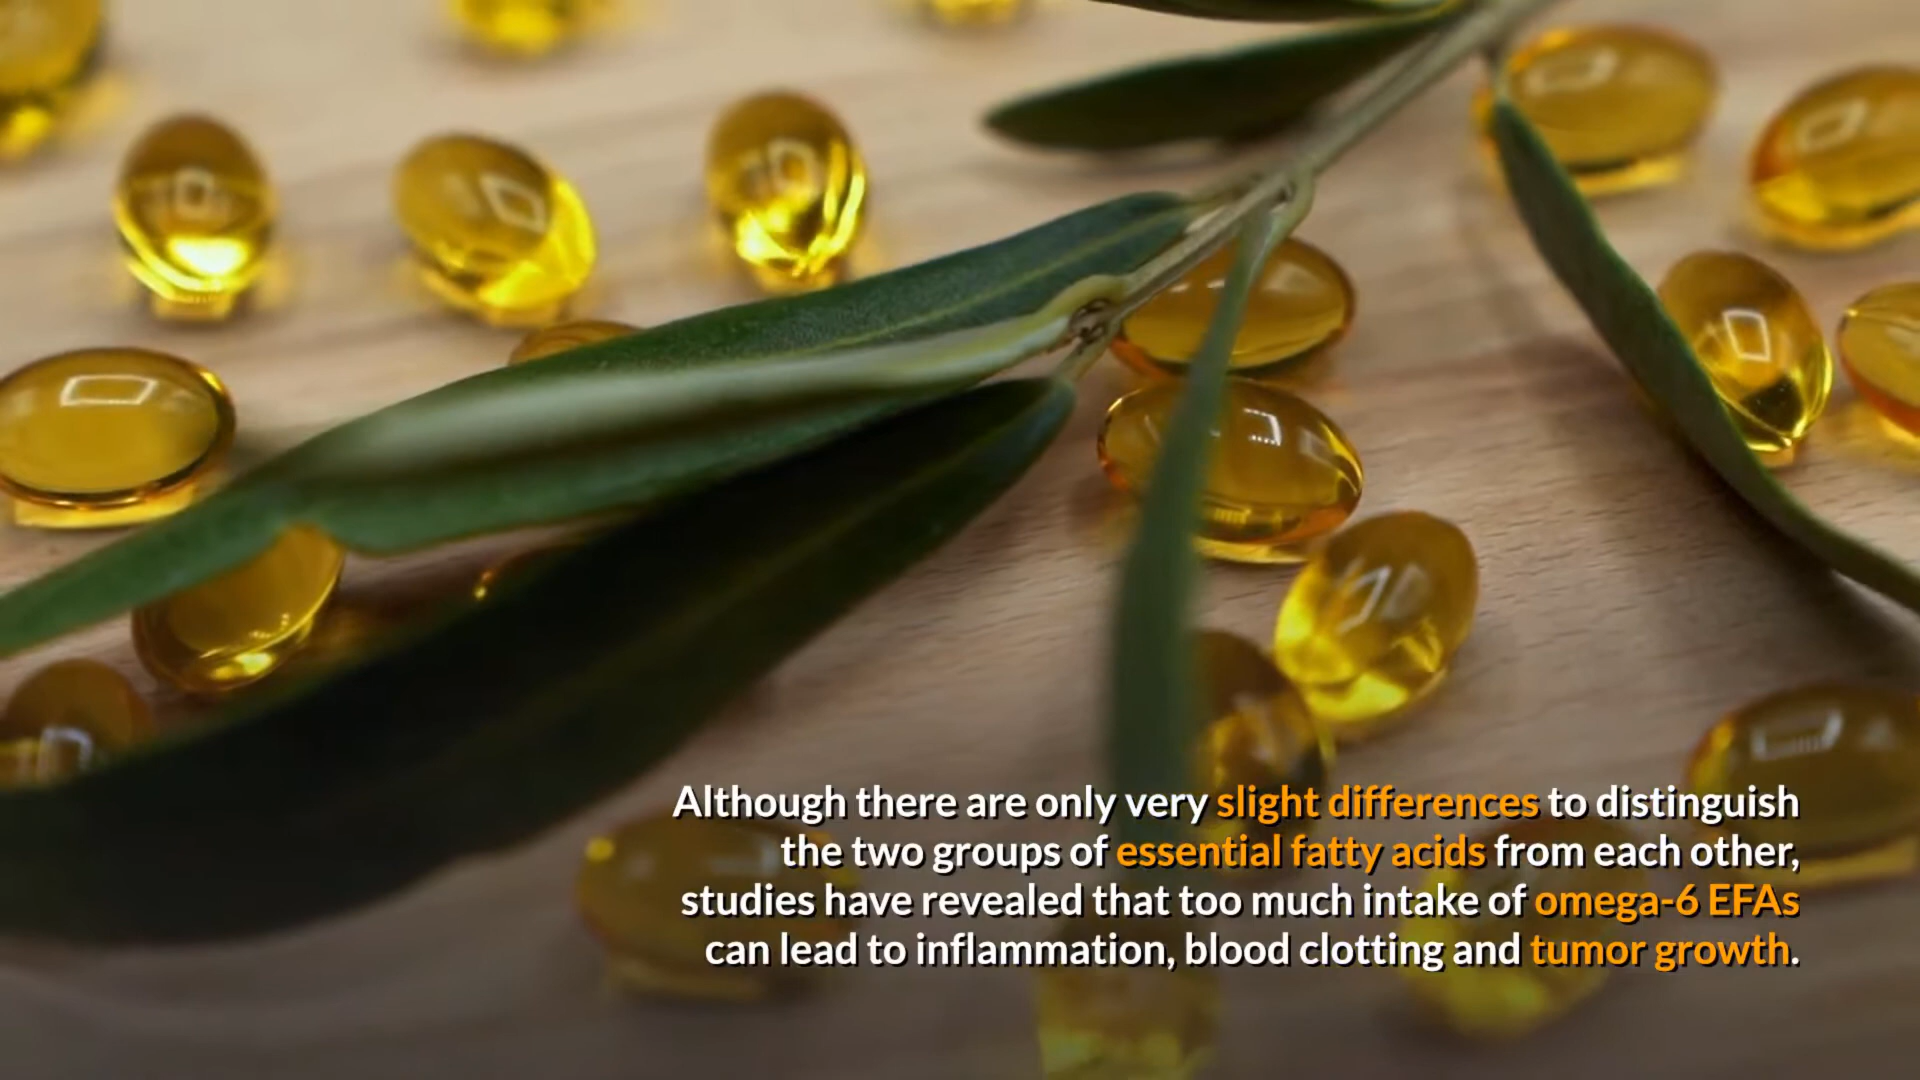 Although there are only very slight differences to distinguish
the two groups of essential fatty acids from each other,
studies have revealed that too much intake of omega-6 EFAs
can lead to inflammation, blood clotting and tumor growth.